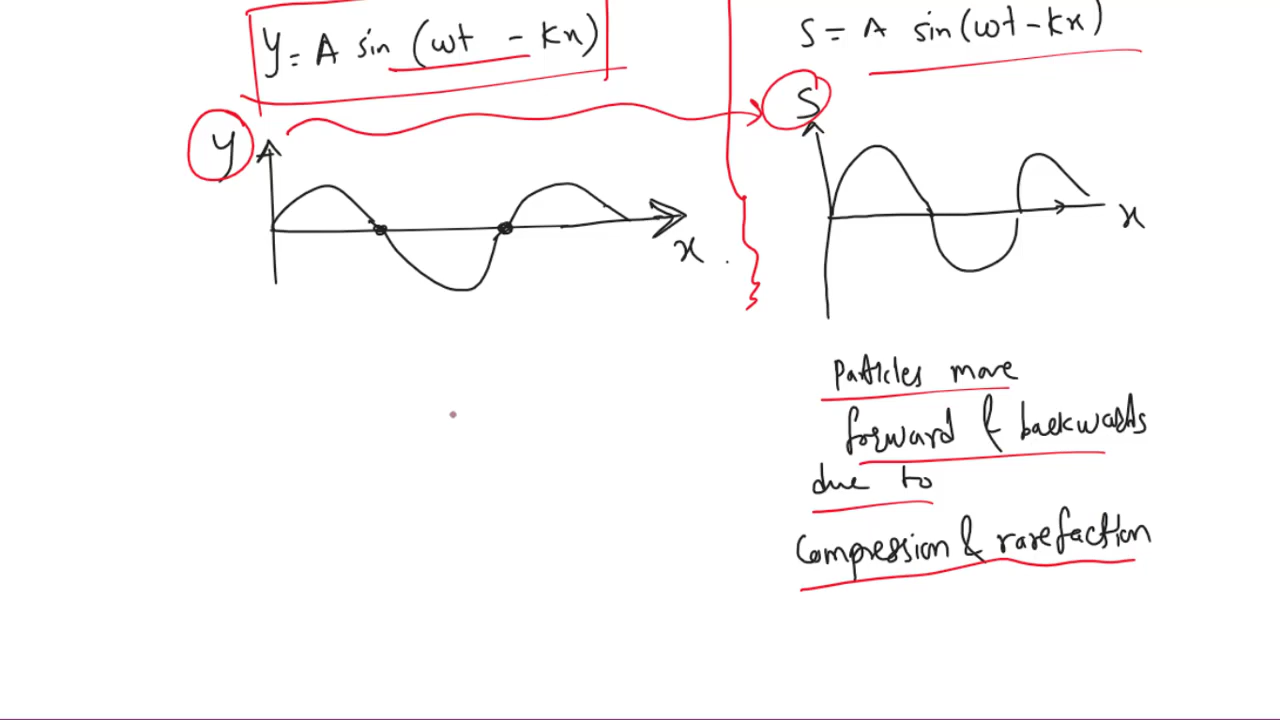 y = A sin (ωt - kx)
y
x
S = A sin(ωt - kx)
S
x
Particles move
forward & backwards
due to
Compression & rarefaction